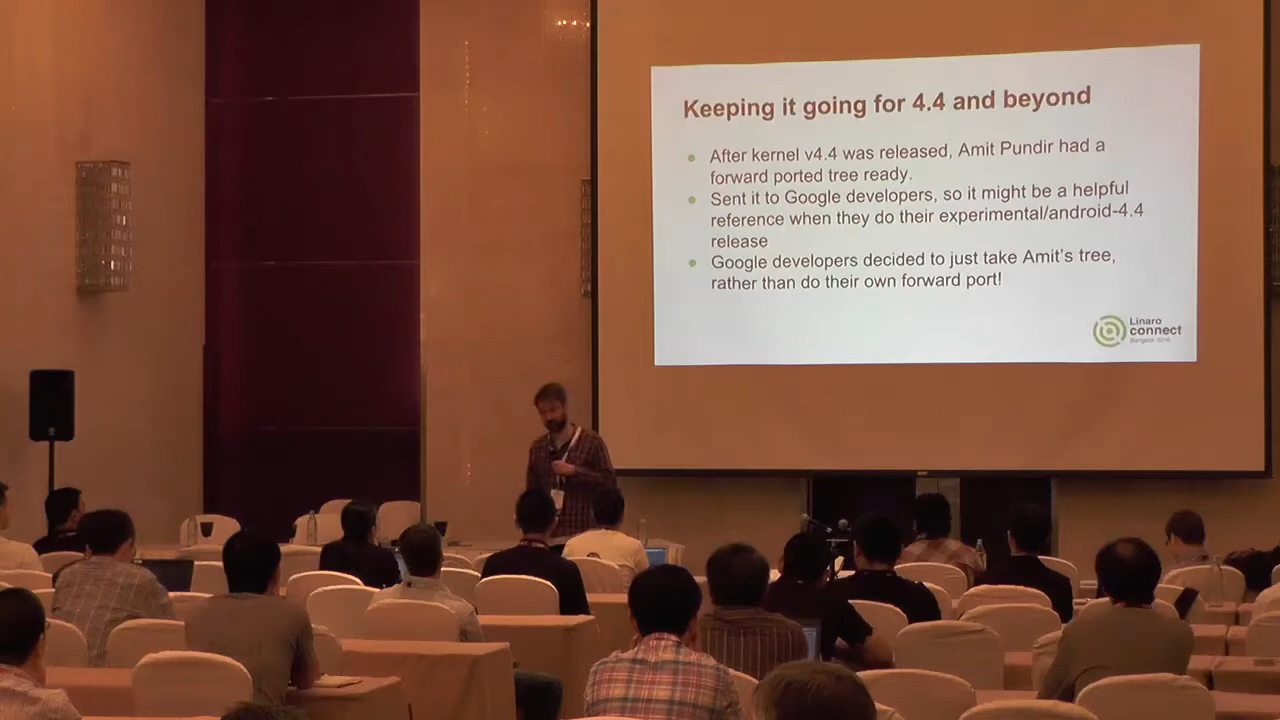 Keeping it going for 4.4 and beyond
After kernel v4.4 was released, Amit Pundir had a
forward ported tree ready.
Sent it to Google developers, so it might be a helpful
reference when they do their experimental/android-4.4
release
Google developers decided to just take Amit's tree,
rather than do their own forward port!
Linaro
connect
Bangkok 2016